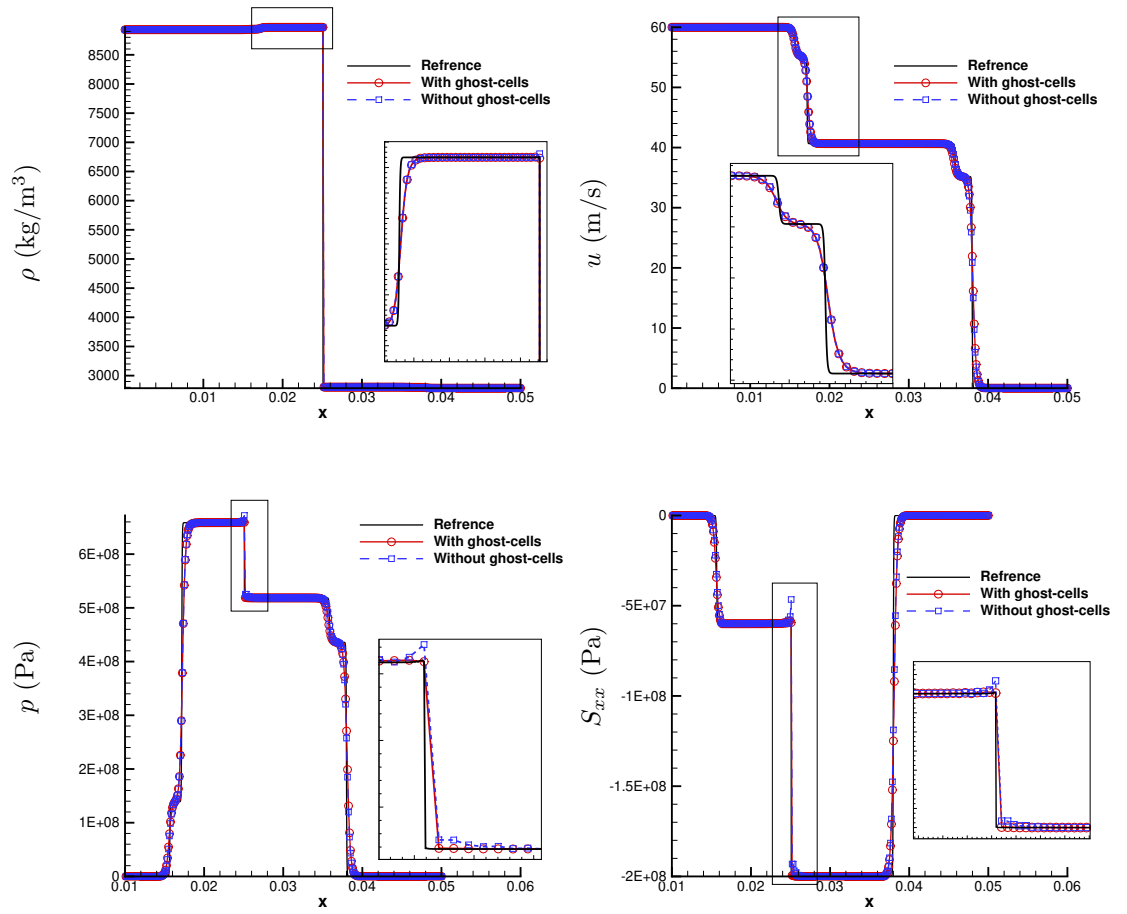 8500
8000
7500
7000
6500
6000
5500
5000
4500
4000
3500
3000
ρ (kg/m³)
0.01
0.02
0.03
0.04
0.05
x
Refrence
With ghost-cells
Without ghost-cells
60
50
40
30
20
10
0
u (m/s)
0.01
0.02
0.03
0.04
0.05
x
Refrence
With ghost-cells
Without ghost-cells
6E+08
5E+08
4E+08
3E+08
2E+08
1E+08
0
p (Pa)
0.01
0.02
0.03
0.04
0.05
0.06
x
Refrence
With ghost-cells
Without ghost-cells
0
-5E+07
-1E+08
-1.5E+08
-2E+08
Sxx (Pa)
0.01
0.02
0.03
0.04
0.05
0.06
x
Refrence
With ghost-cells
Without ghost-cells